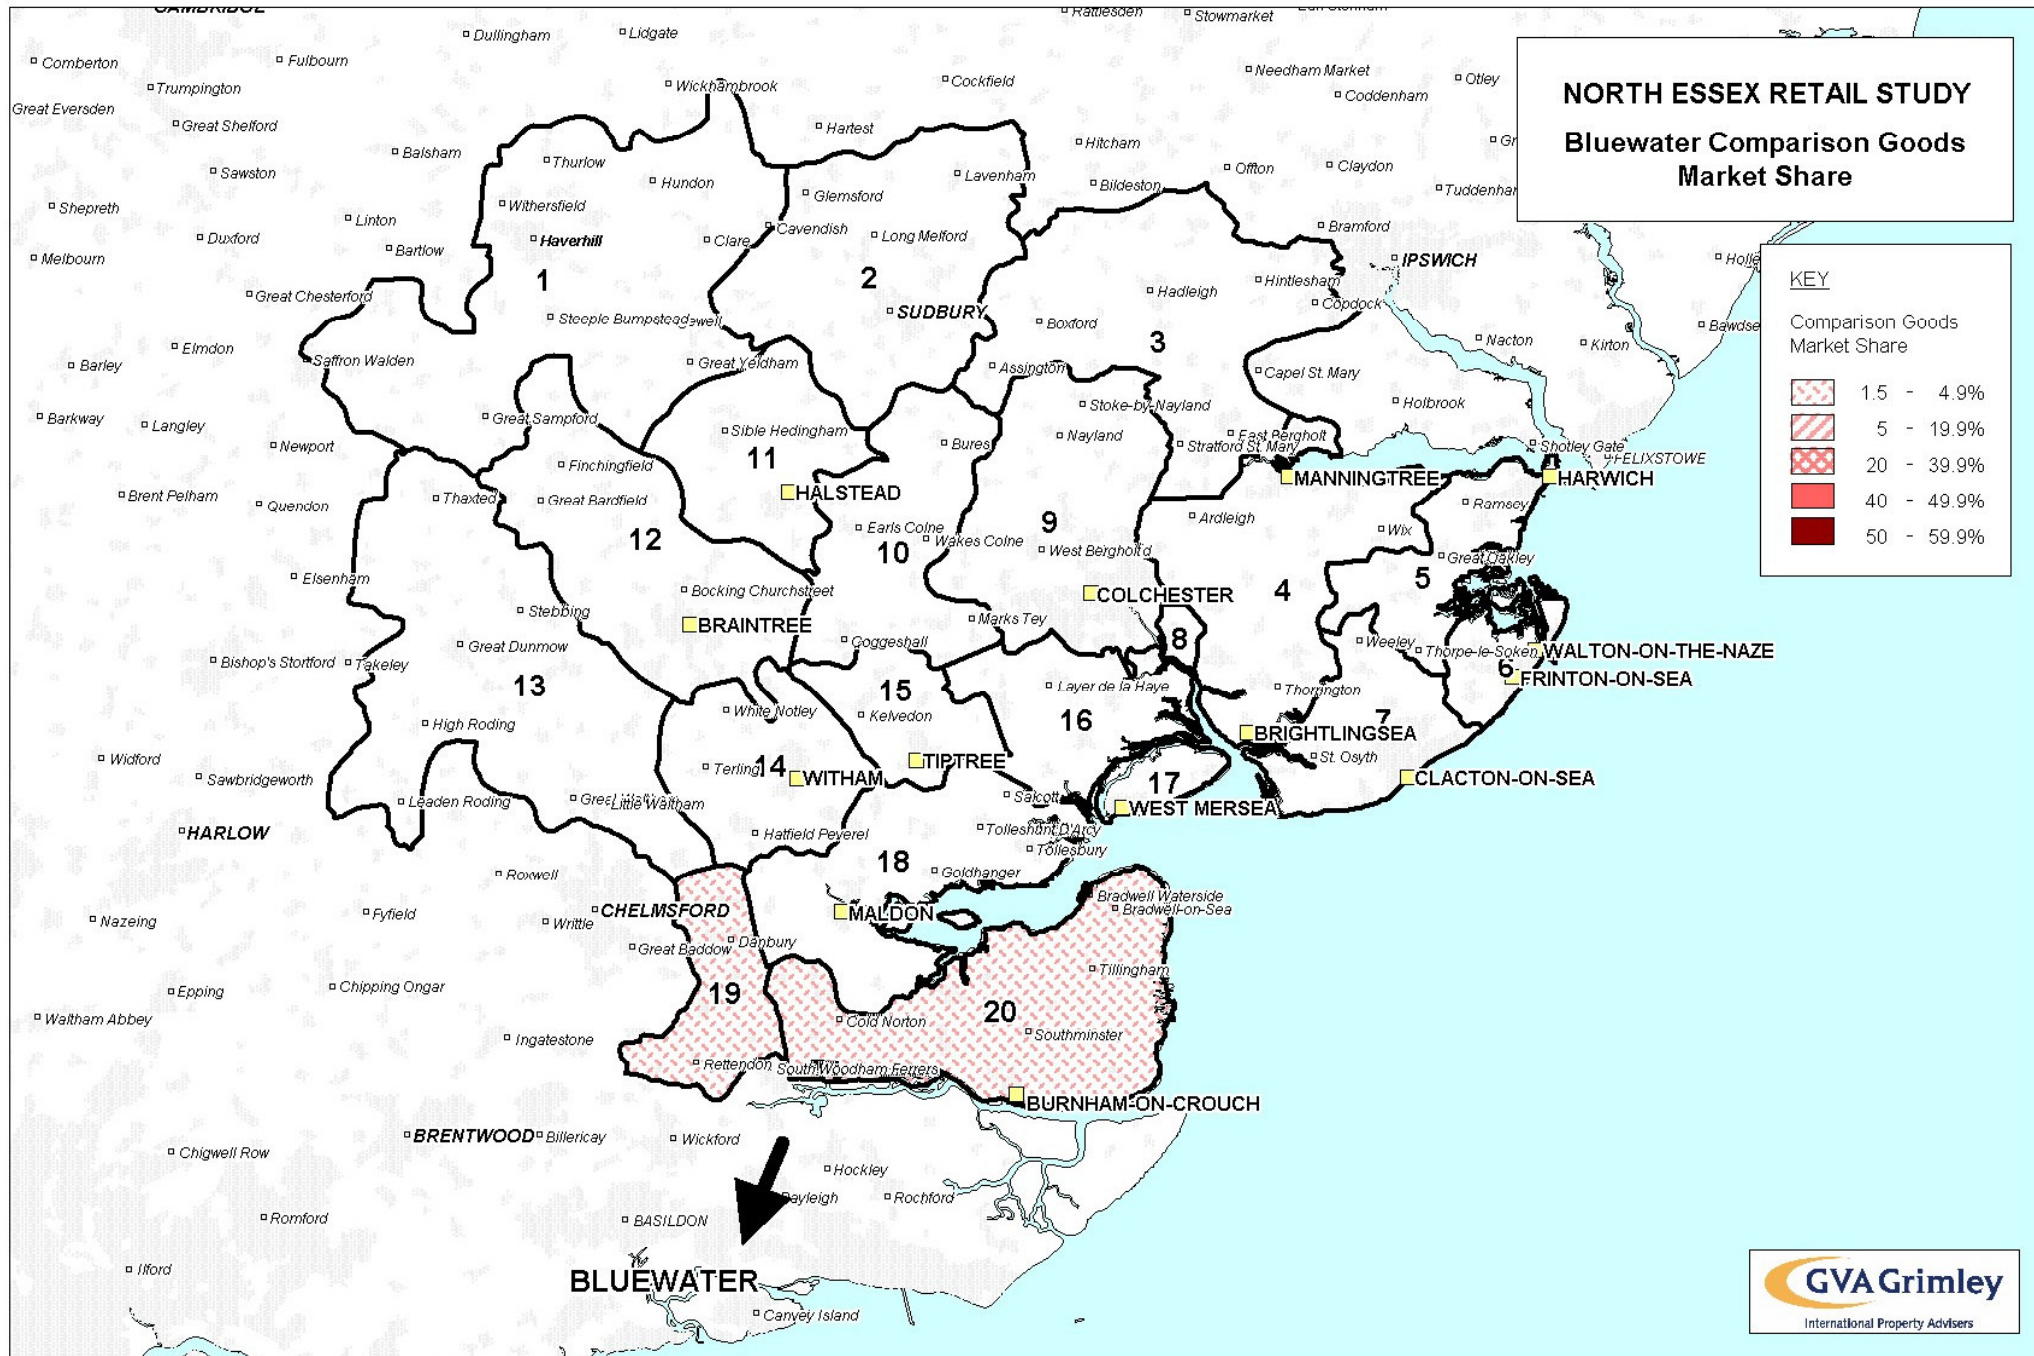 Rattlesden
Stowmarket
Dullingham
Lidgate
Comberton
Fulbourn
Trumpington
Wickhambrook
Cockfield
Needham Market
Otley
Coddenham
Great Eversden
Great Shelford
Hartest
Hitcham
NORTH ESSEX RETAIL STUDY
Bluewater Comparison Goods
Market Share
Balsham
Thurlow
Sawston
Hundon
Lavenham
Bildeston
Offton
Claydon
Glemsford
Shepreth
Withersfield
Linton
Cavendish
Bramford
Duxford
Bartlow
Haverhill
Clare
Long Melford
Melbourn
IPSWICH
1
2
Hintlesham
Hadleigh
Copdock
Great Chesterford
SUDBURY
Steeple Bumpstead
Boxford
3
Nacton
Kirton
KEY
Comparison Goods
Market Share
1.5 - 4.9%
5 - 19.9%
20 - 39.9%
40 - 49.9%
50 - 59.9%
Elmdon
Barley
Saffron Walden
Great Yeldham
Assington
Capel St. Mary
Barkway
Langley
Great Sampford
Stoke-by-Nayland
Holbrook
Newport
Sible Hedingham
Bures
Nayland
East Bergholt
Stratford St. Mary
Shotley Gate
FELIXSTOWE
11
Finchingfield
HALSTEAD
MANNINGTREE
HARWICH
Brent Pelham
Quendon
Thaxted
Great Bardfield
Ramsey
Ardleigh
Wix
Earls Colne
Wakes Colne
9
West Bergholt
12
10
Great Oakley
5
4
Elsenham
Bocking Churchstreet
COLCHESTER
Stebbing
BRAINTREE
Marks Tey
8
Great Dunmow
Coggeshall
Weeley
Thorpe-le-Soken
WALTON-ON-THE-NAZE
Bishop's Stortford
Takeley
6
FRINTON-ON-SEA
13
15
Layer de la Haye
Thorrington
High Roding
White Notley
Kelvedon
16
7
BRIGHTLINGSEA
Widford
Terling
14
WITHAM
TIPTREE
St. Osyth
Sawbridgeworth
17
CLACTON-ON-SEA
Leaden Roding
Little Waltham
Salcott
WEST MERSEA
HARLOW
Hatfield Peverel
Tolleshunt D'Arcy
Tollesbury
18
Roxwell
Goldhanger
Bradwell Waterside
Bradwell-on-Sea
Nazeing
Fyfield
Writtle
CHELMSFORD
MALDON
Great Baddow
Danbury
Tillingham
Epping
Chipping Ongar
19
20
Waltham Abbey
Cold Norton
Southminster
Ingatestone
Rettendon
South Woodham Ferrers
BURNHAM-ON-CROUCH
BRENTWOOD
Billericay
Wickford
Chigwell Row
Hockley
Rayleigh
Rochford
Romford
BASILDON
Ilford
BLUEWATER
Canvey Island
GVA Grimley
International Property Advisers